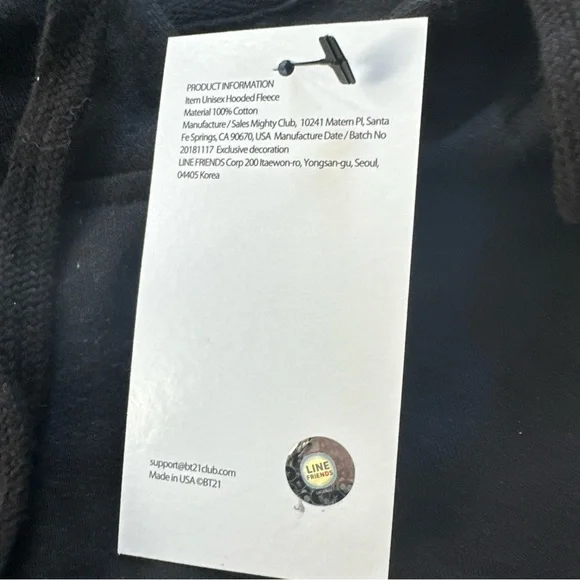 PRODUCT INFORMATION
Item Unisex Hooded Fleece
Material 100% Cotton
Manufacture / Sales Mighty Club, 10241 Matern Pl, Santa
Fe Springs, CA 90670, USA Manufacture Date / Batch No
20181117 Exclusive decoration
LINE FRIENDS Corp 200 Itaewon-ro, Yongsan-gu, Seoul,
04405 Korea
support@bt21club.com
Made in USA ©BT21
LINE
FRIENDS